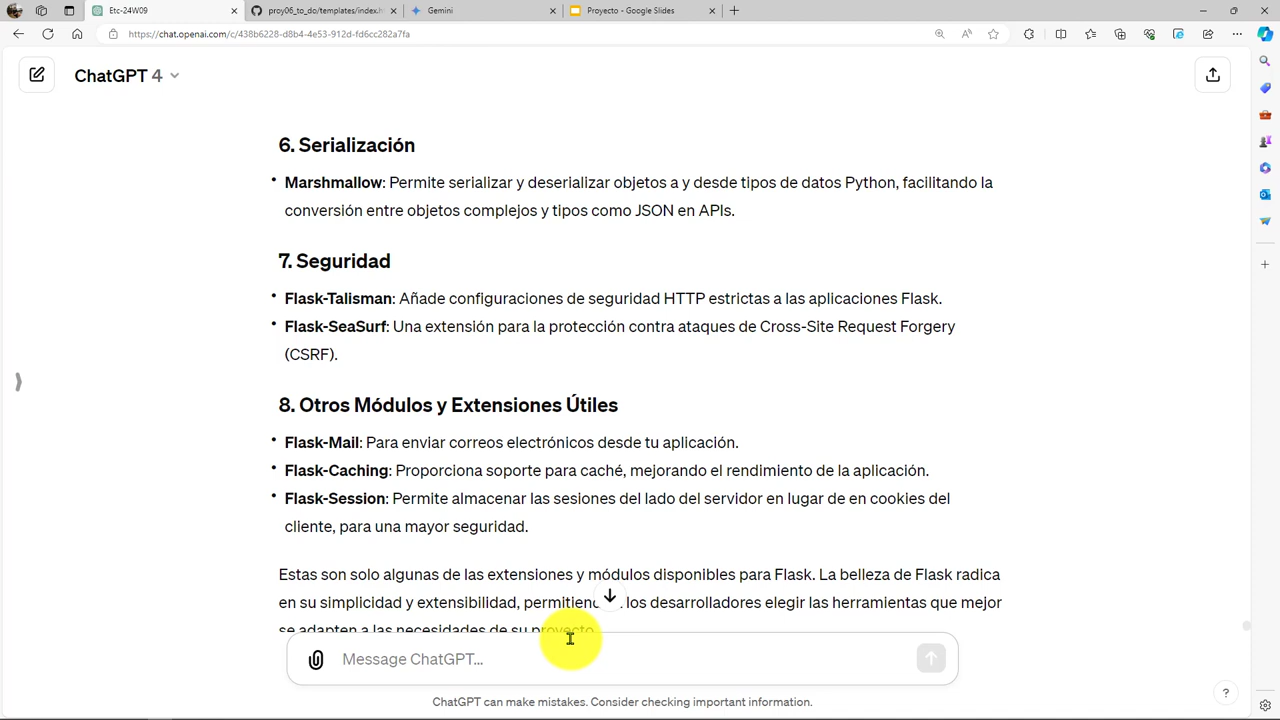 Etc-24W09
proy06_to_do/templates/index.h
Gemini
Proyecto - Google Slides
https://chat.openai.com/c/438b6228-d8b4-4e53-912d-fd6cc282a7fa
ChatGPT 4
6. Serialización
• Marshmallow: Permite serializar y deserializar objetos a y desde tipos de datos Python, facilitando la
conversión entre objetos complejos y tipos como JSON en APIs.
7. Seguridad
• Flask-Talisman: Añade configuraciones de seguridad HTTP estrictas a las aplicaciones Flask.
• Flask-SeaSurf: Una extensión para la protección contra ataques de Cross-Site Request Forgery
(CSRF).
8. Otros Módulos y Extensiones Útiles
• Flask-Mail: Para enviar correos electrónicos desde tu aplicación.
• Flask-Caching: Proporciona soporte para caché, mejorando el rendimiento de la aplicación.
• Flask-Session: Permite almacenar las sesiones del lado del servidor en lugar de en cookies del
cliente, para una mayor seguridad.
Estas son solo algunas de las extensiones y módulos disponibles para Flask. La belleza de Flask radica
en su simplicidad y extensibilidad, los desarrolladores elegir las herramientas que mejor
se adapten a las necesidades de su proyecto.
Message ChatGPT...
ChatGPT can make mistakes. Consider checking important information.
?